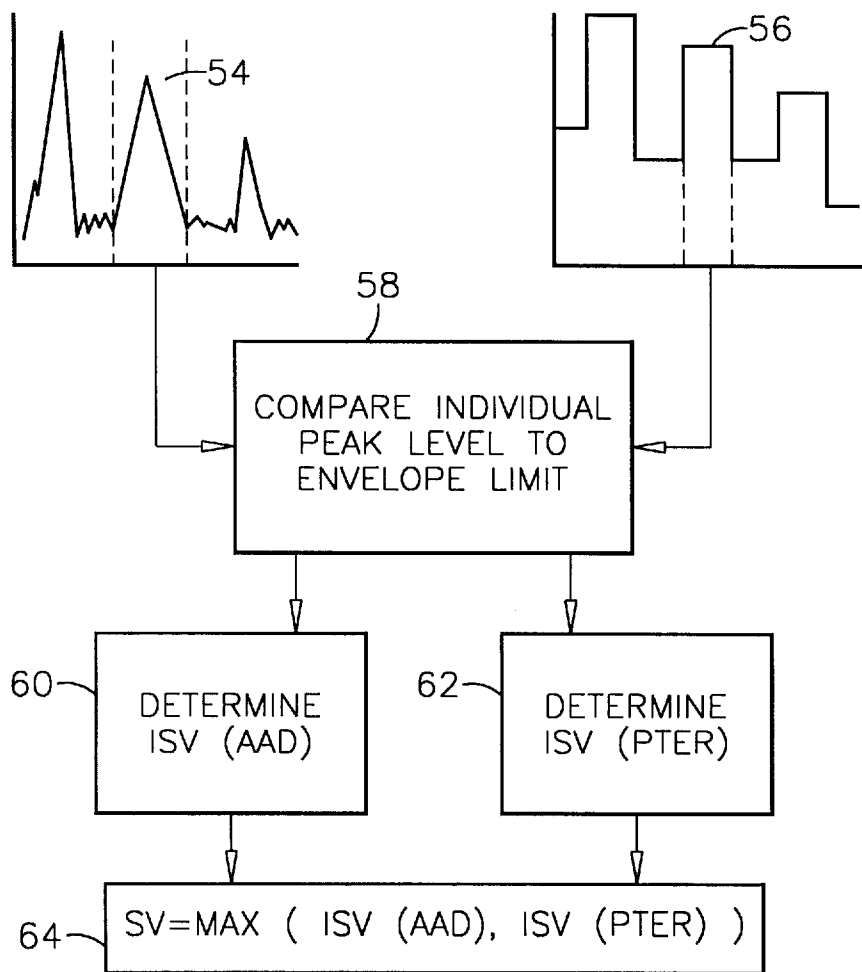 54
56
58
COMPARE INDIVIDUAL
PEAK LEVEL TO
ENVELOPE LIMIT
60
DETERMINE
ISV (AAD)
62
DETERMINE
ISV (PTER)
64
SV=MAX ( ISV (AAD), ISV (PTER) )